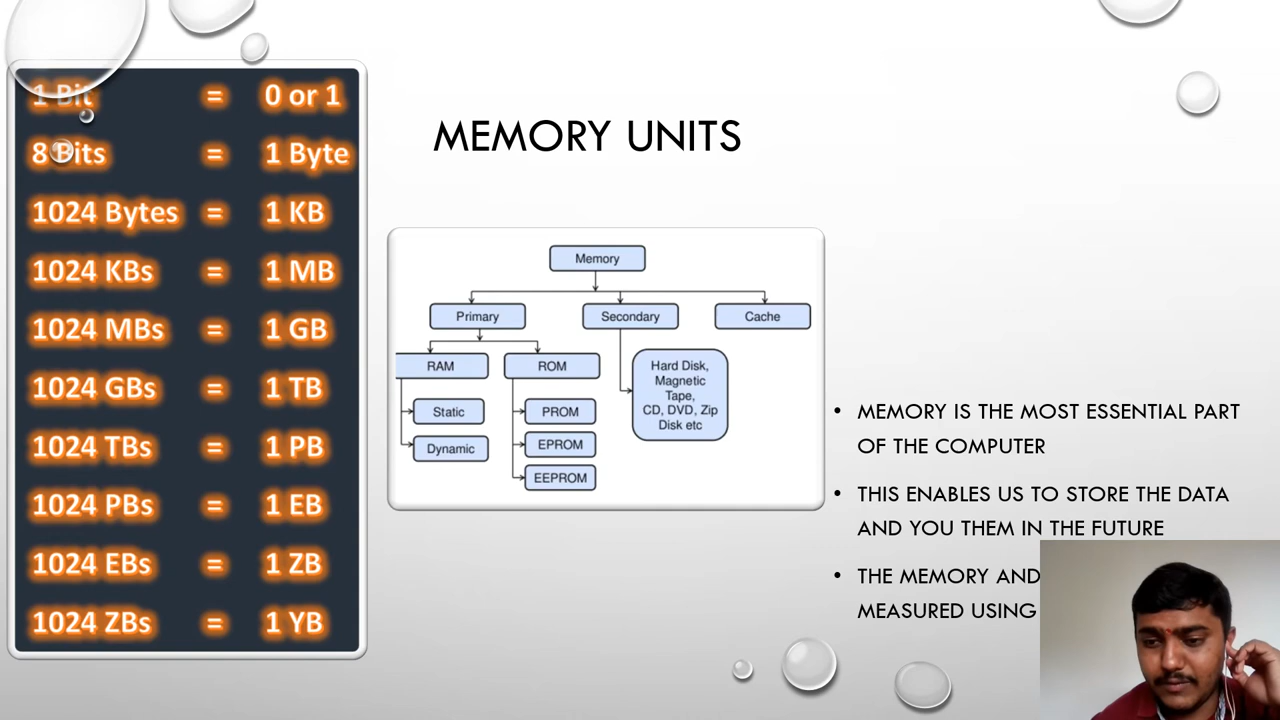 1 Bit = 0 or 1
8 Bits = 1 Byte
1024 Bytes = 1 KB
1024 KBs = 1 MB
1024 MBs = 1 GB
1024 GBs = 1 TB
1024 TBs = 1 PB
1024 PBs = 1 EB
1024 EBs = 1 ZB
1024 ZBs = 1 YB
MEMORY UNITS
Memory
Primary
Secondary
Cache
RAM
ROM
Static
Dynamic
PROM
EPROM
EEPROM
Hard Disk,
Magnetic
Tape,
CD, DVD, Zip
Disk etc
• MEMORY IS THE MOST ESSENTIAL PART
OF THE COMPUTER
• THIS ENABLES US TO STORE THE DATA
AND YOU THEM IN THE FUTURE
• THE MEMORY AND
MEASURED USING